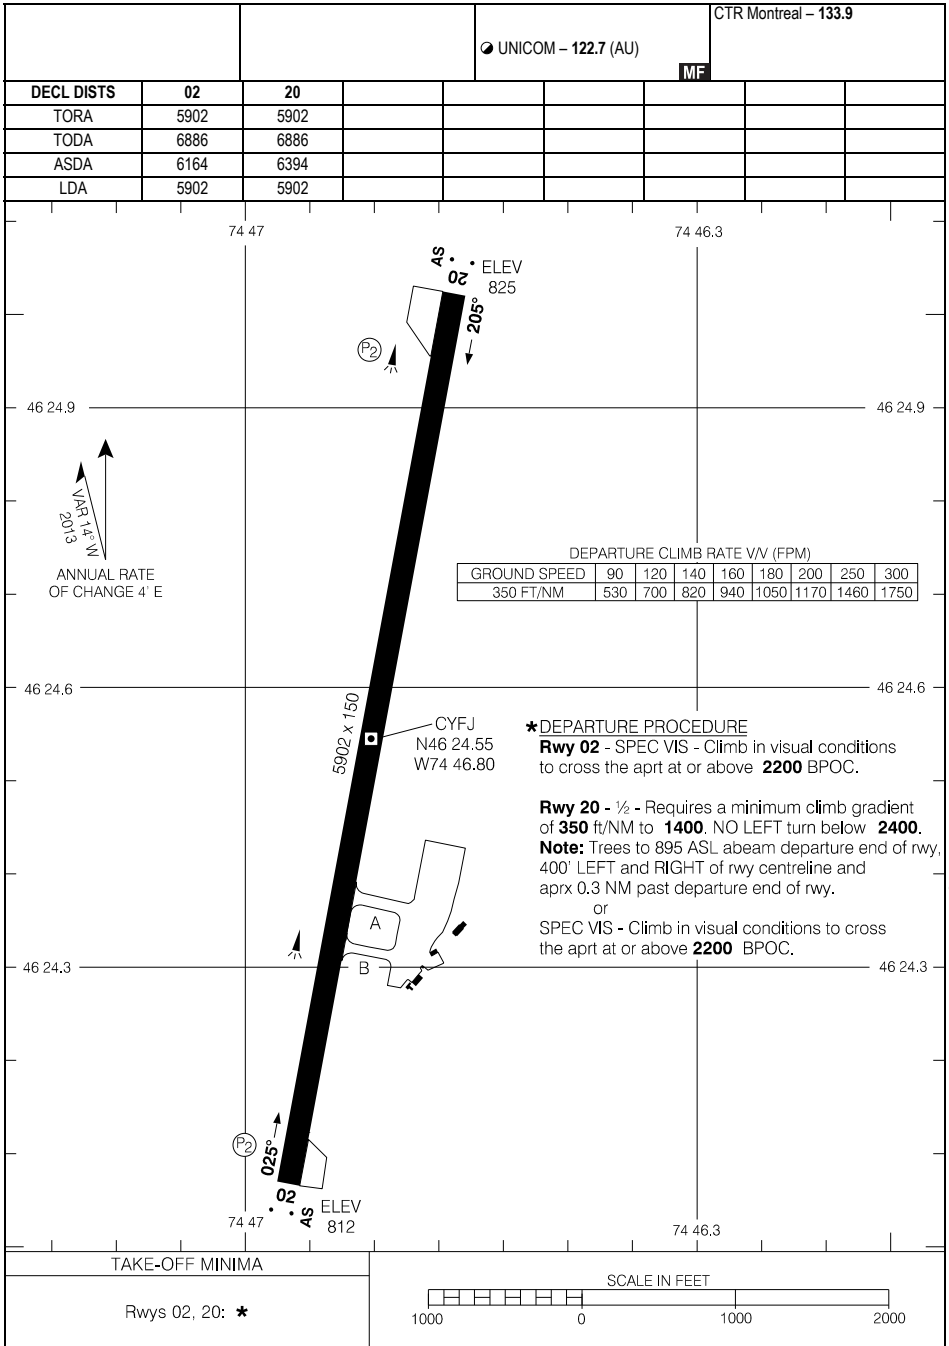 CTR Montreal – 133.9
UNICOM – 122.7 (AU)
MF
DECL DISTS 02 20
TORA 5902 5902
TODA 6886 6886
ASDA 6164 6394
LDA 5902 5902
74 47 74 46.3
AS
20
ELEV
825
205°
P2
46 24.9 46 24.9
VAR 14° W
2013
ANNUAL RATE
OF CHANGE 4' E
DEPARTURE CLIMB RATE V/V (FPM)
GROUND SPEED 90 120 140 160 180 200 250 300
350 FT/NM 530 700 820 940 1050 1170 1460 1750
46 24.6 46 24.6
5902 x 150
CYFJ
N46 24.55
W74 46.80
*DEPARTURE PROCEDURE
Rwy 02 - SPEC VIS - Climb in visual conditions
to cross the aprt at or above 2200 BPOC.
Rwy 20 - ½ - Requires a minimum climb gradient
of 350 ft/NM to 1400. NO LEFT turn below 2400.
Note: Trees to 895 ASL abeam departure end of rwy,
400' LEFT and RIGHT of rwy centreline and
aprx 0.3 NM past departure end of rwy.
or
SPEC VIS - Climb in visual conditions to cross
the aprt at or above 2200 BPOC.
A
B
46 24.3 46 24.3
P2
025°
02
AS
ELEV
812
74 47 74 46.3
TAKE-OFF MINIMA
Rwys 02, 20: *
SCALE IN FEET
1000 0 1000 2000